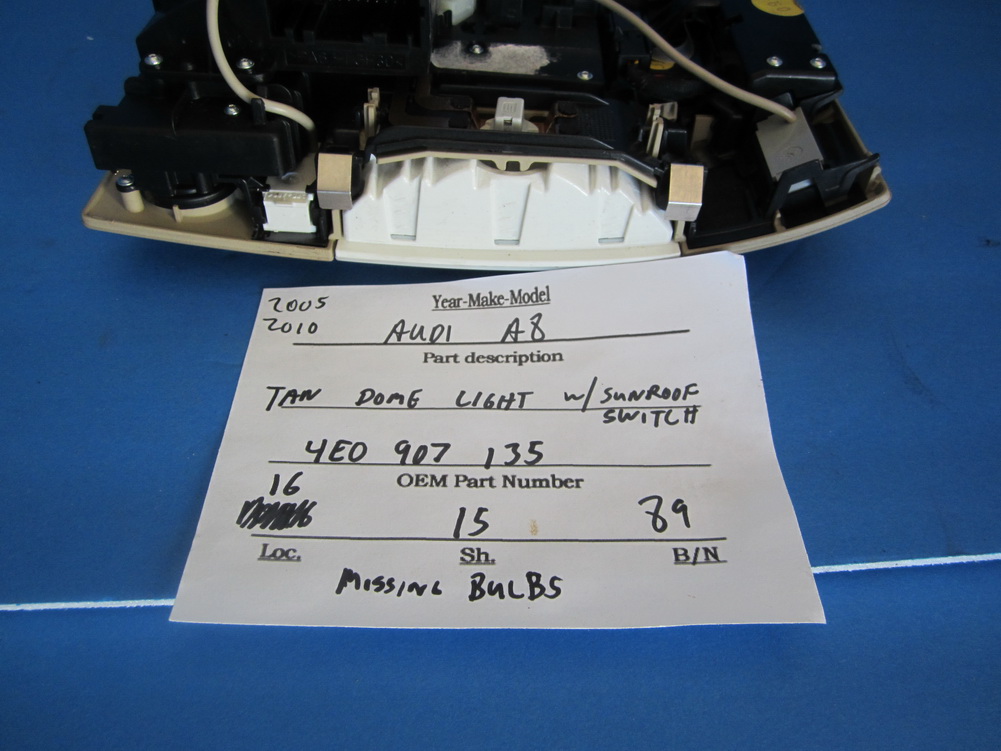 2005
Year-Make-Model
2010
AUDI A8
Part description
TAN DOME LIGHT w/ SUNROOF
SWITCH
4E0 907 135
OEM Part Number
16
15
89
Loc.
Sh.
B/N
MISSING BULBS